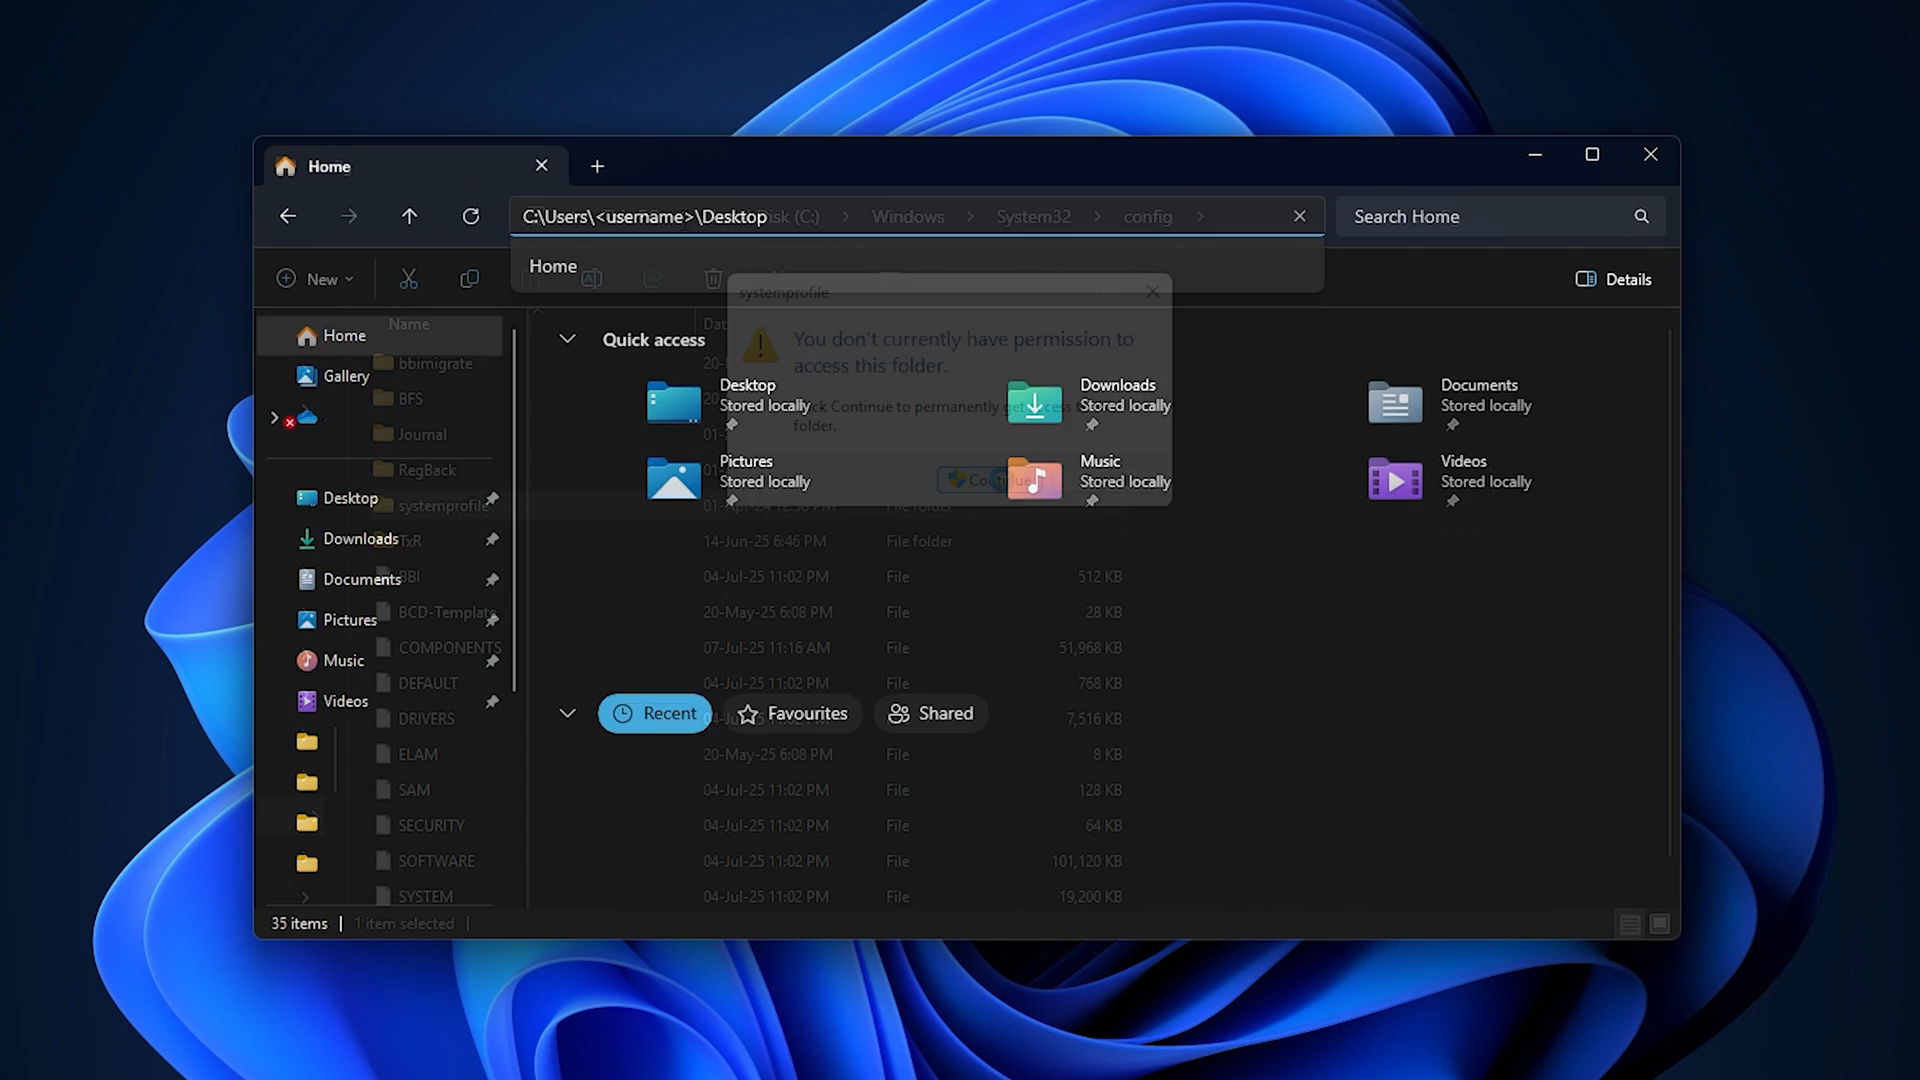 Home
C:\Users\<username>\Desktop
Disk (C:) > Windows > System32 > config >
Search Home
New
Home
Details
systemprofile
You don't currently have permission to
access this folder.
Click Continue to permanently get access
folder.
Continue
Home
Gallery
Desktop
Downloads
Documents
Pictures
Music
Videos
Name
bbimigrate
BFS
Journal
RegBack
systemprofile
TxR
BBI
BCD-Template
COMPONENTS
DEFAULT
DRIVERS
ELAM
SAM
SECURITY
SOFTWARE
SYSTEM
Quick access
Desktop
Stored locally
Downloads
Stored locally
Documents
Stored locally
Pictures
Stored locally
Music
Stored locally
Videos
Stored locally
File folder
14-Jun-25 6:46 PM File folder
04-Jul-25 11:02 PM File 512 KB
20-May-25 6:08 PM File 28 KB
07-Jul-25 11:16 AM File 51,968 KB
04-Jul-25 11:02 PM File 768 KB
7,516 KB
Recent
Favourites
Shared
20-May-25 6:08 PM File 8 KB
04-Jul-25 11:02 PM File 128 KB
04-Jul-25 11:02 PM File 64 KB
04-Jul-25 11:02 PM File 101,120 KB
04-Jul-25 11:02 PM File 19,200 KB
35 items
1 item selected